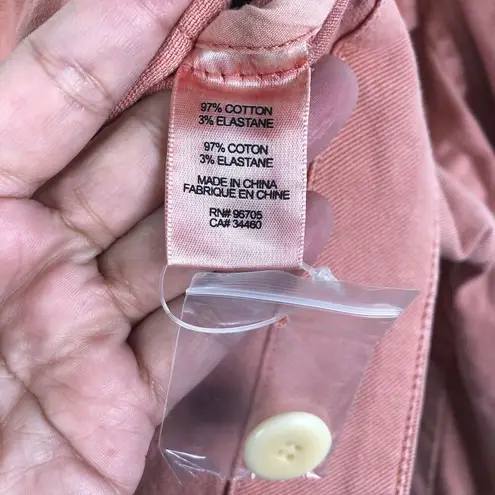 97% COTTON
3% ELASTANE
97% COTON
3% ELASTANE
MADE IN CHINA
FABRIQUE EN CHINE
RN# 96705
CA# 34460